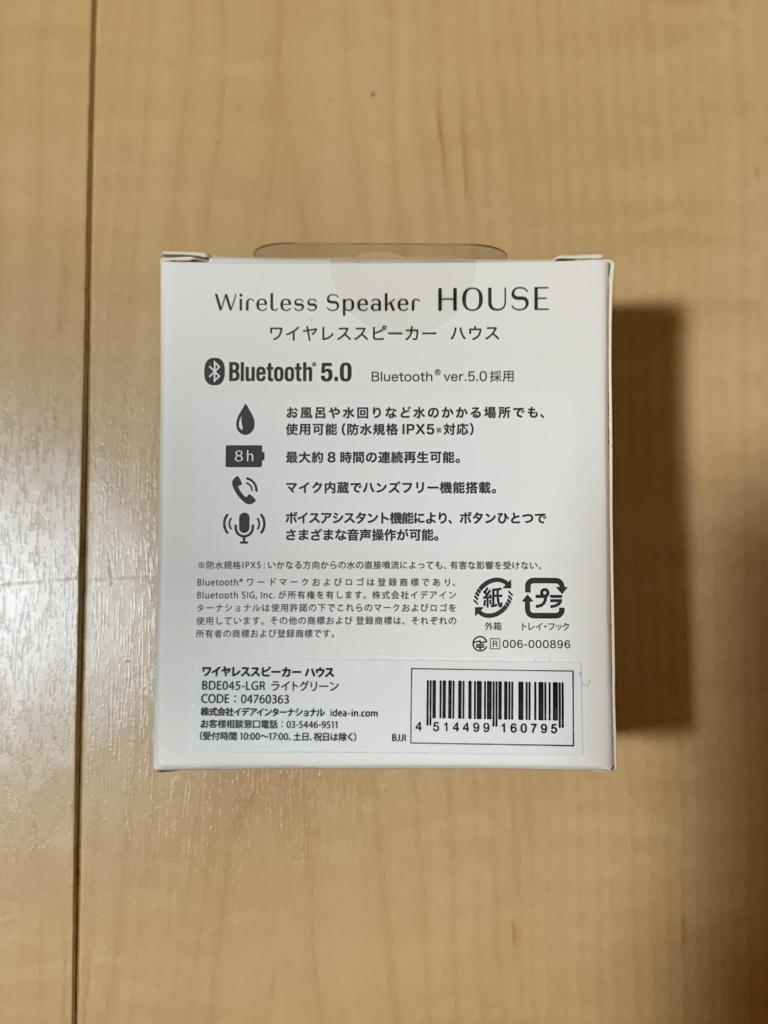 Wireless Speaker HOUSE
ワイヤレススピーカー ハウス
Bluetooth® 5.0 Bluetooth® ver.5.0採用
お風呂や水回りなど水のかかる場所でも、
使用可能（防水規格IPX5※対応）
8h 最大約8時間の連続再生可能。
マイク内蔵でハンズフリー機能搭載。
ボイスアシスタント機能により、ボタンひとつで
さまざまな音声操作が可能。
※防水規格IPX5：いかなる方向からの水の直接噴流によっても、有害な影響を受けない。
Bluetooth® ワードマークおよびロゴは登録商標であり、
Bluetooth SIG, Inc. が所有権を有します。株式会社イデアイン
ターナショナルは使用許諾の下でこれらのマークおよびロゴを
使用しています。その他の商標および登録商標は、それぞれの
所有者の商標および登録商標です。
紙 プラ
外箱 トレイ・フック
R 006-000896
ワイヤレススピーカー ハウス
BDE045-LGR ライトグリーン
CODE : 04760363
株式会社イデアインターナショナル idea-in.com
お客様相談窓口電話：03-5446-9511
（受付時間 10:00～17:00、土日、祝日は除く）
BJJI
4 514499 160795